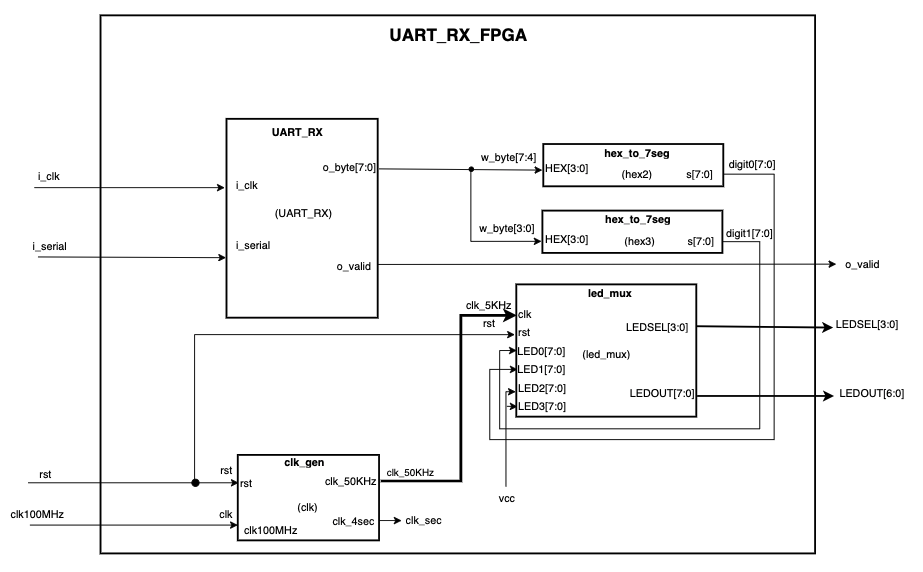 UART_RX_FPGA
UART_RX
o_byte[7:0]
i_clk
i_clk
(UART_RX)
i_serial
i_serial
o_valid
w_byte[7:4]
hex_to_7seg
HEX[3:0]
(hex2)
s[7:0]
digit0[7:0]
w_byte[3:0]
hex_to_7seg
HEX[3:0]
(hex3)
s[7:0]
digit1[7:0]
o_valid
led_mux
clk_5KHz
clk
rst
rst
LEDSEL[3:0]
LEDSEL[3:0]
LED0[7:0]
(led_mux)
LED1[7:0]
LED2[7:0]
LEDOUT[7:0]
LEDOUT[6:0]
LED3[7:0]
vcc
clk_gen
rst
rst
rst
clk_50KHz
clk_50KHz
(clk)
clk100MHz
clk
clk100MHz
clk_4sec
clk_sec